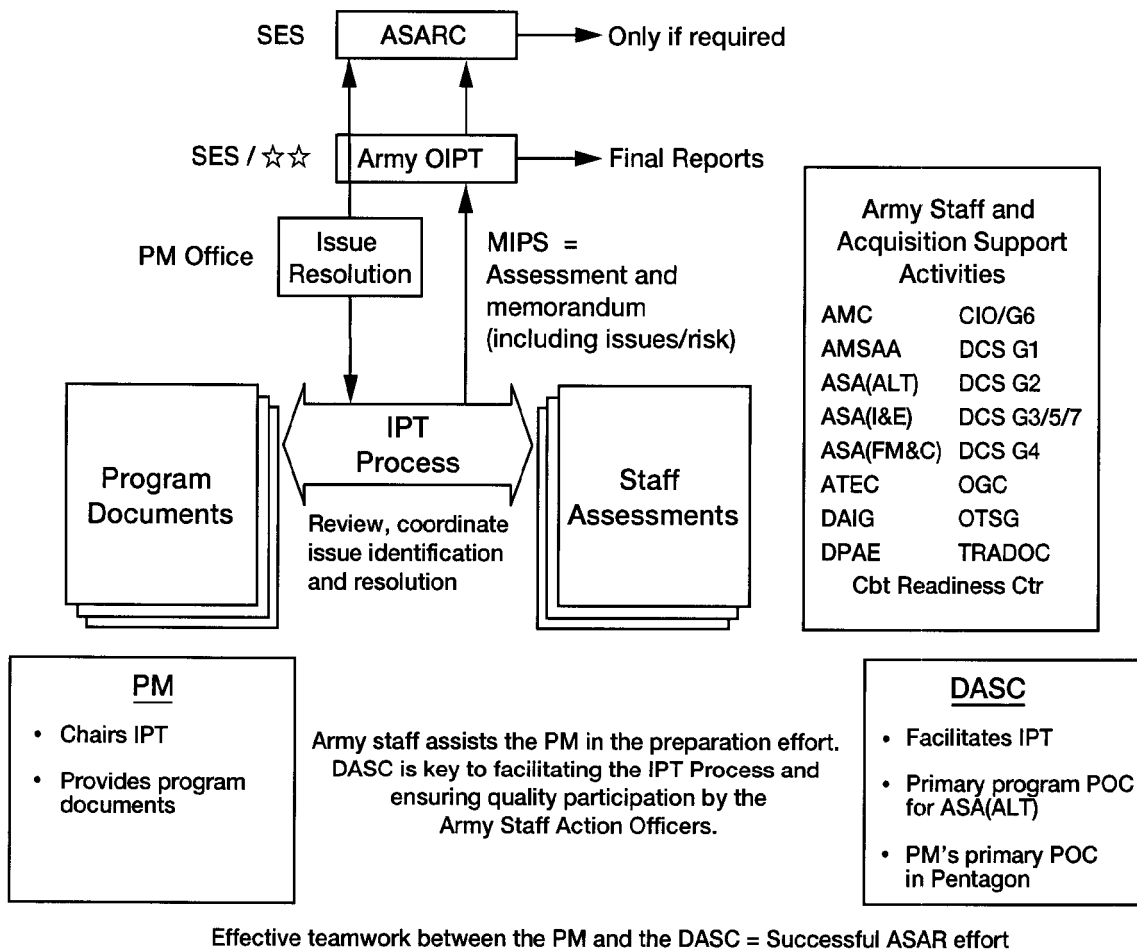 SES
ASARC
Only if required
SES / ☆☆
Army OIPT
Final Reports
PM Office
Issue
Resolution
MIPS =
Assessment and
memorandum
(including issues/risk)
Program
Documents
IPT
Process
Review, coordinate
issue identification
and resolution
Staff
Assessments
Army Staff and
Acquisition Support
Activities
AMC CIO/G6
AMSAA DCS G1
ASA(ALT) DCS G2
ASA(I&E) DCS G3/5/7
ASA(FM&C) DCS G4
ATEC OGC
DAIG OTSG
DPAE TRADOC
Cbt Readiness Ctr
PM
• Chairs IPT
• Provides program
documents
Army staff assists the PM in the preparation effort.
DASC is key to facilitating the IPT Process and
ensuring quality participation by the
Army Staff Action Officers.
DASC
• Facilitates IPT
• Primary program POC
for ASA(ALT)
• PM's primary POC
in Pentagon
Effective teamwork between the PM and the DASC = Successful ASAR effort